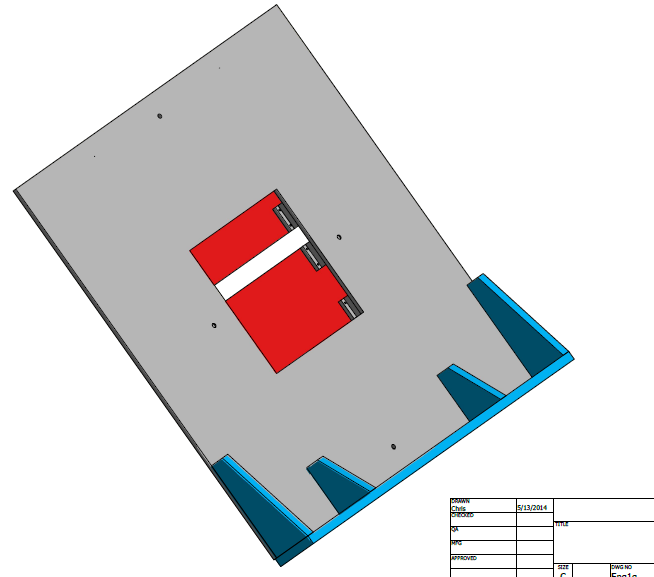 DRAWN
Chris
5/13/2014
CHECKED
QA
TITLE
MFG
APPROVED
SIZE
C
DWG NO